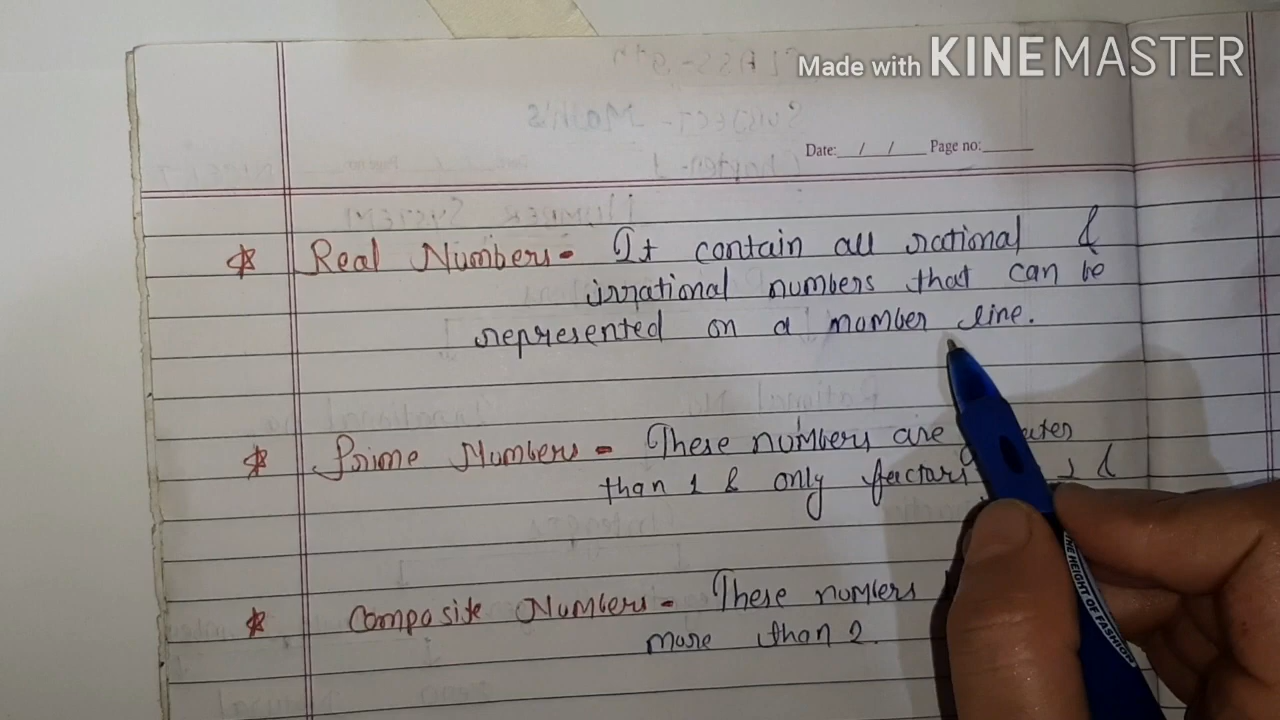 Made with KINEMASTER
Date: / / Page no:
Real Numbers- It contain all rational &
irrational numbers that can be
represented on a number line.
Prime Numbers - These numbers are
than 1 & only factors
Composite Numbers - These numbers
more than 2.